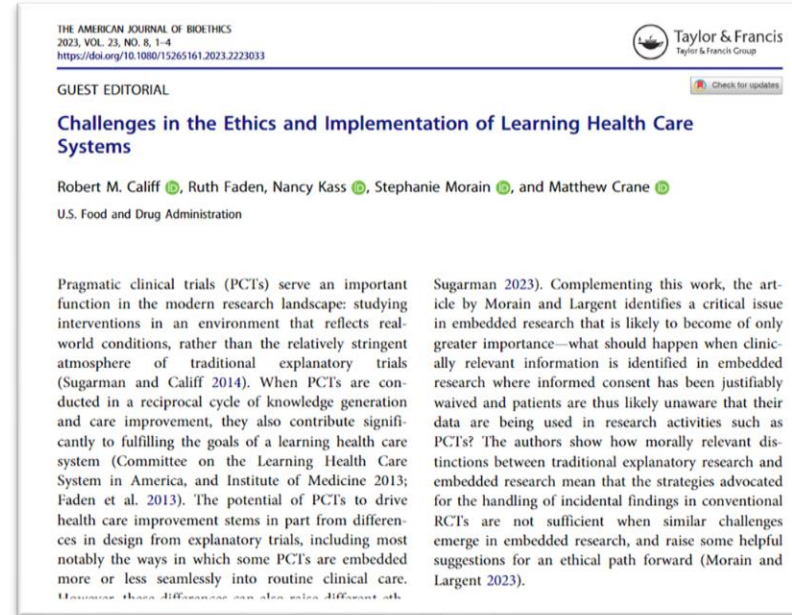 THE AMERICAN JOURNAL OF BIOETHICS
2023, VOL. 23, NO. 8, 1–4
https://doi.org/10.1080/15265161.2023.2223033
Taylor & Francis
Taylor & Francis Group
Check for updates
GUEST EDITORIAL
Challenges in the Ethics and Implementation of Learning Health Care
Systems
Robert M. Califf iD, Ruth Faden, Nancy Kass iD, Stephanie Morain iD, and Matthew Crane iD
U.S. Food and Drug Administration
Pragmatic clinical trials (PCTs) serve an important
function in the modern research landscape: studying
interventions in an environment that reflects real-
world conditions, rather than the relatively stringent
atmosphere of traditional explanatory trials
(Sugarman and Califf 2014). When PCTs are con-
ducted in a reciprocal cycle of knowledge generation
and care improvement, they also contribute signifi-
cantly to fulfilling the goals of a learning health care
system (Committee on the Learning Health Care
System in America, and Institute of Medicine 2013;
Faden et al. 2013). The potential of PCTs to drive
health care improvement stems in part from differen-
ces in design from explanatory trials, including most
notably the ways in which some PCTs are embedded
more or less seamlessly into routine clinical care.
However these differences can also raise different eth-
Sugarman 2023). Complementing this work, the art-
icle by Morain and Largent identifies a critical issue
in embedded research that is likely to become of only
greater importance—what should happen when clinic-
ally relevant information is identified in embedded
research where informed consent has been justifiably
waived and patients are thus likely unaware that their
data are being used in research activities such as
PCTs? The authors show how morally relevant dis-
tinctions between traditional explanatory research and
embedded research mean that the strategies advocated
for the handling of incidental findings in conventional
RCTs are not sufficient when similar challenges
emerge in embedded research, and raise some helpful
suggestions for an ethical path forward (Morain and
Largent 2023).